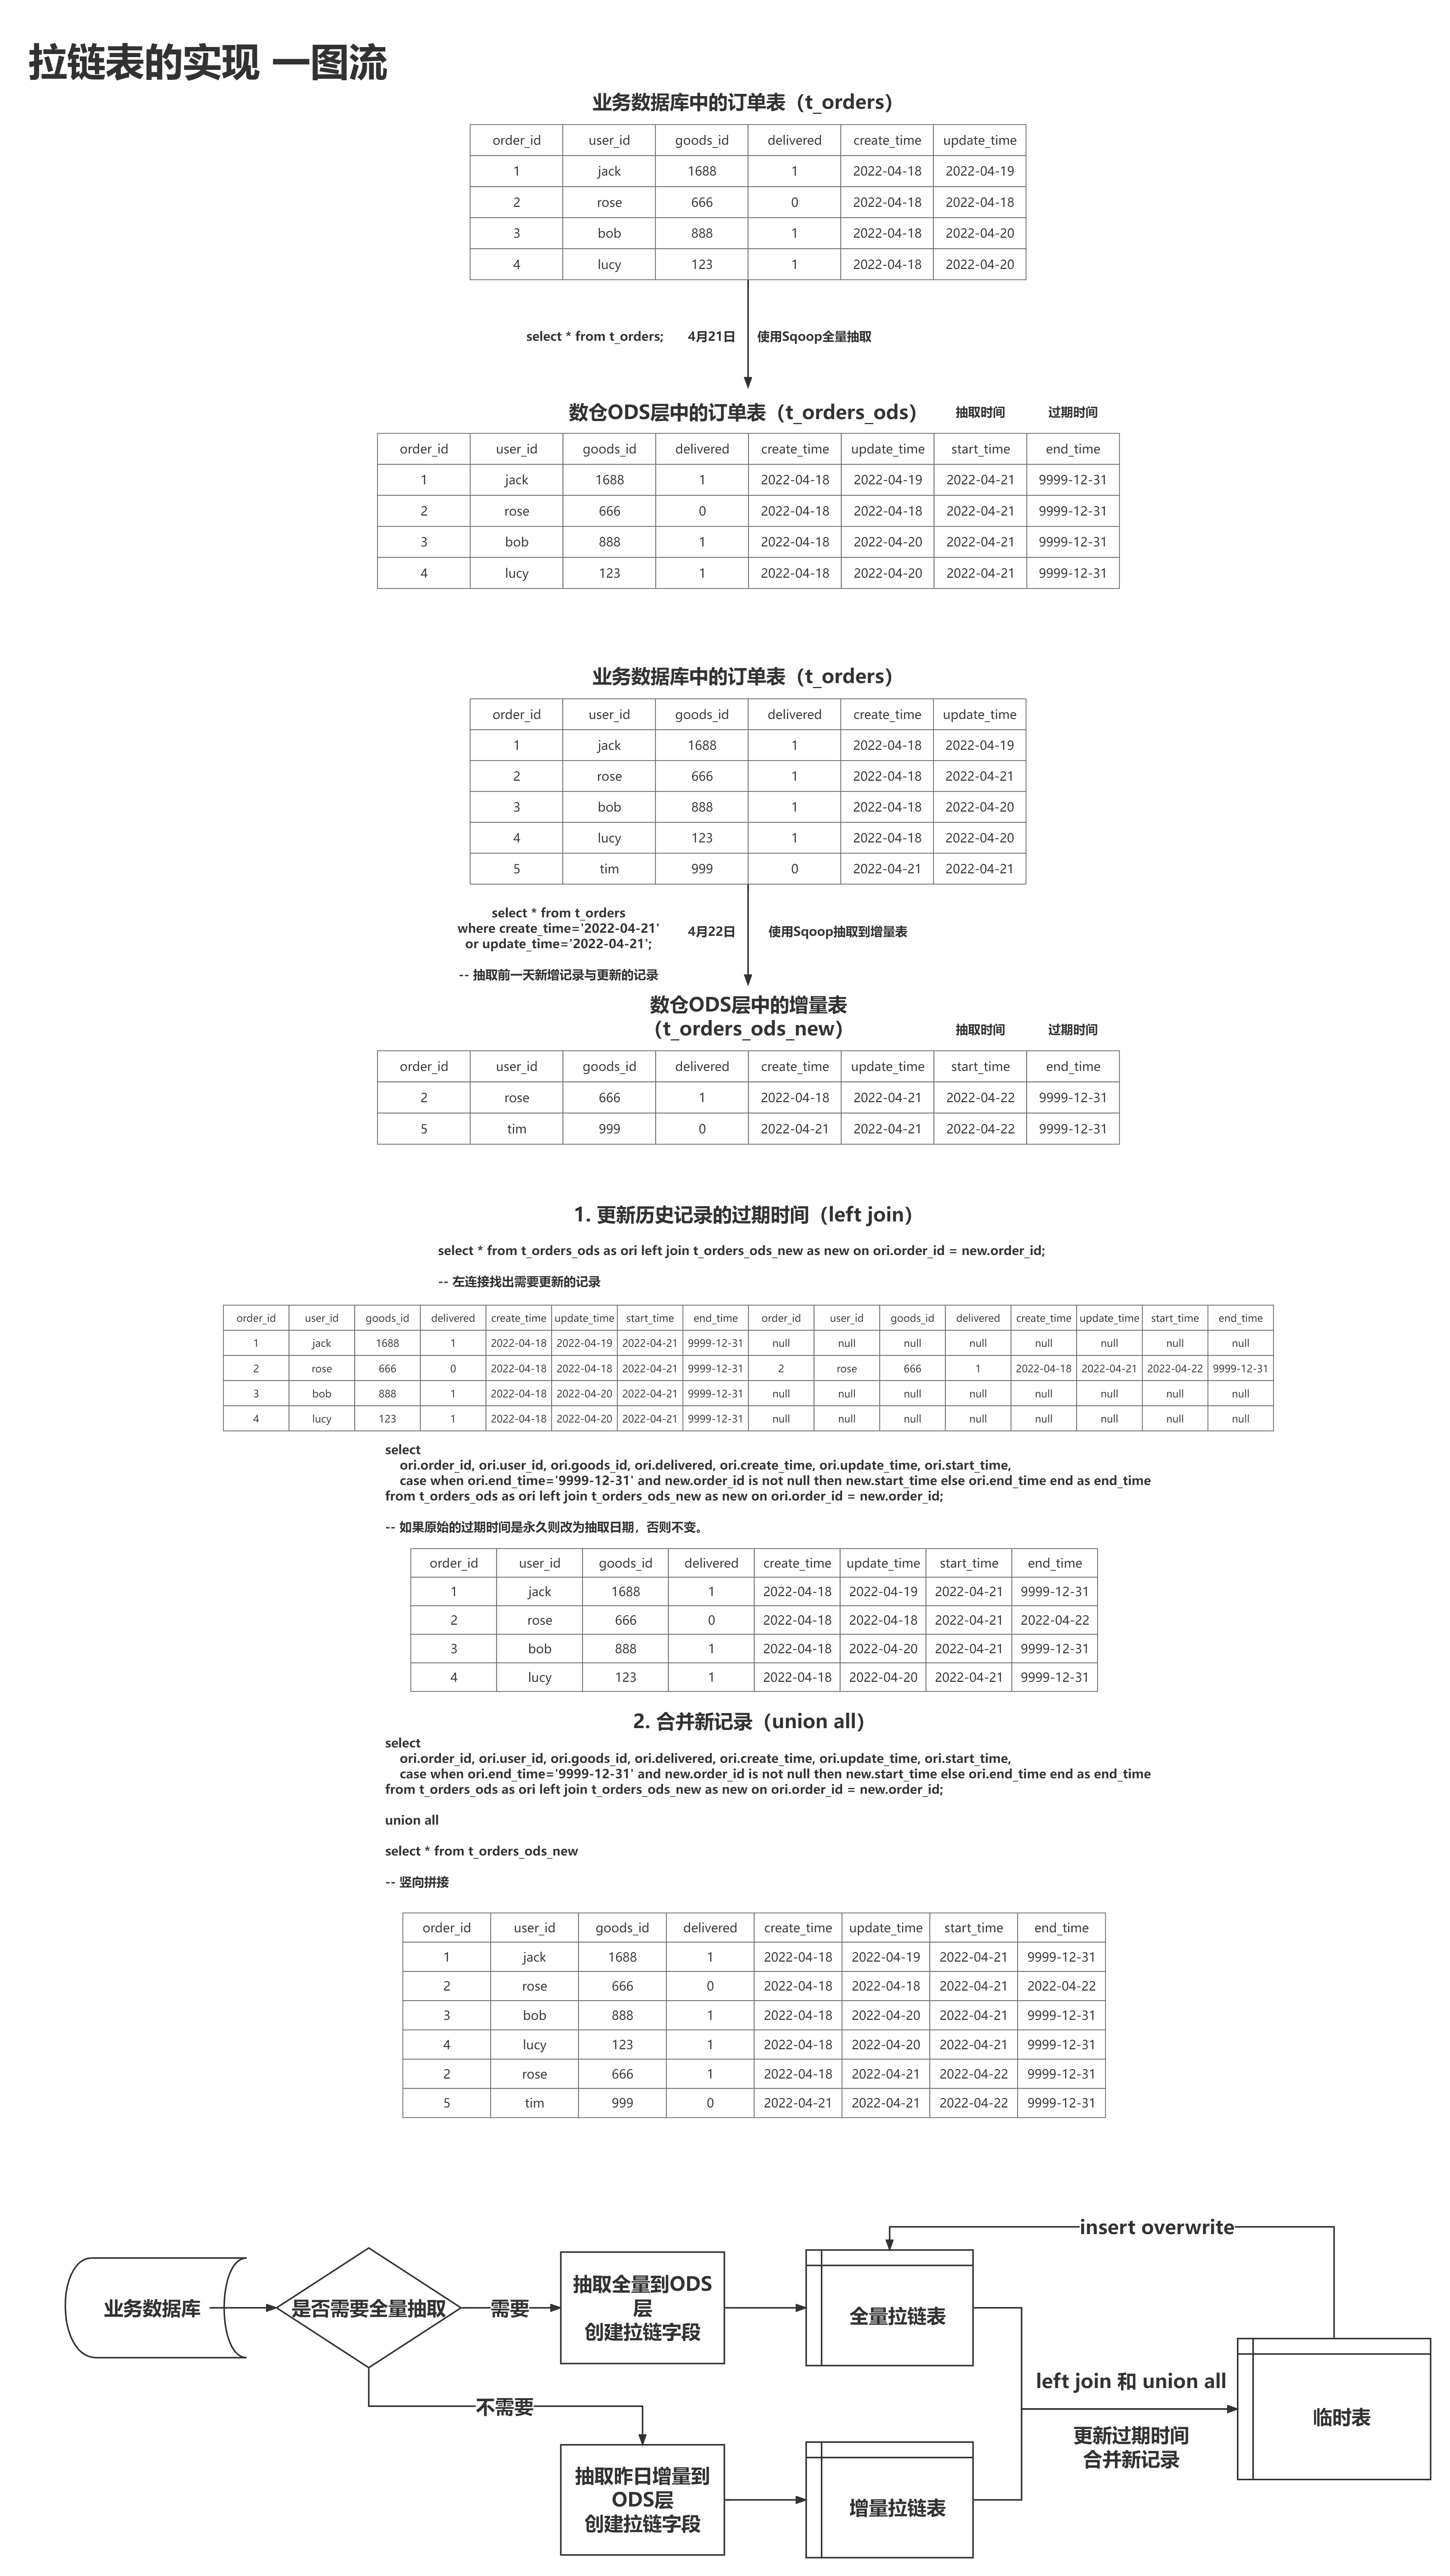 拉链表的实现 一图流
业务数据库中的订单表（t_orders）
order_id user_id goods_id delivered create_time update_time
1 jack 1688 1 2022-04-18 2022-04-19
2 rose 666 0 2022-04-18 2022-04-18
3 bob 888 1 2022-04-18 2022-04-20
4 lucy 123 1 2022-04-18 2022-04-20
select * from t_orders; 4月21日 使用Sqoop全量抽取
数仓ODS层中的订单表（t_orders_ods） 抽取时间 过期时间
order_id user_id goods_id delivered create_time update_time start_time end_time
1 jack 1688 1 2022-04-18 2022-04-19 2022-04-21 9999-12-31
2 rose 666 0 2022-04-18 2022-04-18 2022-04-21 9999-12-31
3 bob 888 1 2022-04-18 2022-04-20 2022-04-21 9999-12-31
4 lucy 123 1 2022-04-18 2022-04-20 2022-04-21 9999-12-31
业务数据库中的订单表（t_orders）
order_id user_id goods_id delivered create_time update_time
1 jack 1688 1 2022-04-18 2022-04-19
2 rose 666 1 2022-04-18 2022-04-21
3 bob 888 1 2022-04-18 2022-04-20
4 lucy 123 1 2022-04-18 2022-04-20
5 tim 999 0 2022-04-21 2022-04-21
select * from t_orders
where create_time='2022-04-21' 4月22日 使用Sqoop抽取到增量表
or update_time='2022-04-21';
-- 抽取前一天新增记录与更新的记录
数仓ODS层中的增量表
（t_orders_ods_new） 抽取时间 过期时间
order_id user_id goods_id delivered create_time update_time start_time end_time
2 rose 666 1 2022-04-18 2022-04-21 2022-04-22 9999-12-31
5 tim 999 0 2022-04-21 2022-04-21 2022-04-22 9999-12-31
1. 更新历史记录的过期时间（left join）
select * from t_orders_ods as ori left join t_orders_ods_new as new on ori.order_id = new.order_id;
-- 左连接找出需要更新的记录
order_id user_id goods_id delivered create_time update_time start_time end_time order_id user_id goods_id delivered create_time update_time start_time end_time
1 jack 1688 1 2022-04-18 2022-04-19 2022-04-21 9999-12-31 null null null null null null null null
2 rose 666 0 2022-04-18 2022-04-18 2022-04-21 9999-12-31 2 rose 666 1 2022-04-18 2022-04-21 2022-04-22 9999-12-31
3 bob 888 1 2022-04-18 2022-04-20 2022-04-21 9999-12-31 null null null null null null null null
4 lucy 123 1 2022-04-18 2022-04-20 2022-04-21 9999-12-31 null null null null null null null null
select
ori.order_id, ori.user_id, ori.goods_id, ori.delivered, ori.create_time, ori.update_time, ori.start_time,
case when ori.end_time='9999-12-31' and new.order_id is not null then new.start_time else ori.end_time end as end_time
from t_orders_ods as ori left join t_orders_ods_new as new on ori.order_id = new.order_id;
-- 如果原始的过期时间是永久则改为抽取日期，否则不变。
order_id user_id goods_id delivered create_time update_time start_time end_time
1 jack 1688 1 2022-04-18 2022-04-19 2022-04-21 9999-12-31
2 rose 666 0 2022-04-18 2022-04-18 2022-04-21 2022-04-22
3 bob 888 1 2022-04-18 2022-04-20 2022-04-21 9999-12-31
4 lucy 123 1 2022-04-18 2022-04-20 2022-04-21 9999-12-31
2. 合并新记录（union all）
select
ori.order_id, ori.user_id, ori.goods_id, ori.delivered, ori.create_time, ori.update_time, ori.start_time,
case when ori.end_time='9999-12-31' and new.order_id is not null then new.start_time else ori.end_time end as end_time
from t_orders_ods as ori left join t_orders_ods_new as new on ori.order_id = new.order_id;
union all
select * from t_orders_ods_new
-- 竖向拼接
order_id user_id goods_id delivered create_time update_time start_time end_time
1 jack 1688 1 2022-04-18 2022-04-19 2022-04-21 9999-12-31
2 rose 666 0 2022-04-18 2022-04-18 2022-04-21 2022-04-22
3 bob 888 1 2022-04-18 2022-04-20 2022-04-21 9999-12-31
4 lucy 123 1 2022-04-18 2022-04-20 2022-04-21 9999-12-31
2 rose 666 1 2022-04-18 2022-04-21 2022-04-22 9999-12-31
5 tim 999 0 2022-04-21 2022-04-21 2022-04-22 9999-12-31
insert overwrite
业务数据库
是否需要全量抽取
需要
抽取全量到ODS
层
创建拉链字段
全量拉链表
不需要
抽取昨日增量到
ODS层
创建拉链字段
增量拉链表
left join 和 union all
更新过期时间
合并新记录
临时表